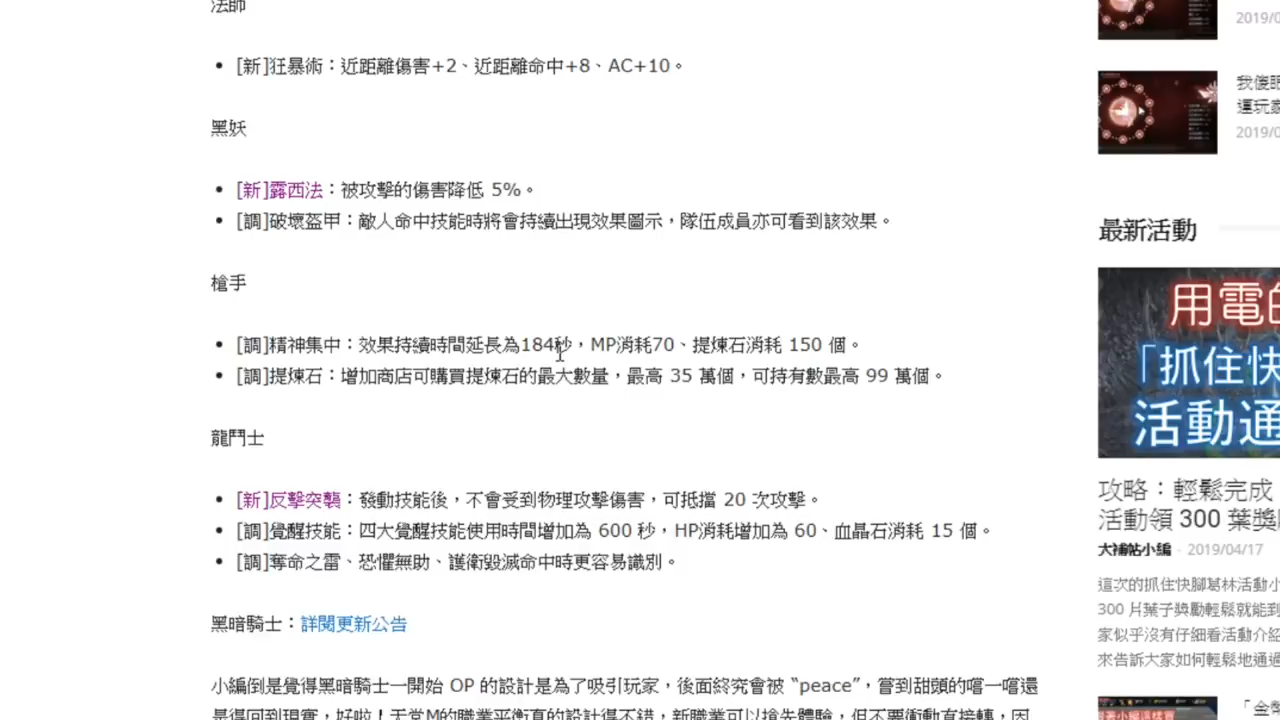 法師
• [新]狂暴術：近距離傷害+2、近距離命中+8、AC+10。
黑妖
• [新]露西法：被攻擊的傷害降低 5%。
• [調]破壞盔甲：敵人命中技能時將會持續出現效果圖示，隊伍成員亦可看到該效果。
槍手
• [調]精神集中：效果持續時間延長為184秒，MP消耗70、提煉石消耗 150 個。
• [調]提煉石：增加商店可購買提煉石的最大數量，最高 35 萬個，可持有數最高 99 萬個。
龍鬥士
• [新]反擊突襲：發動技能後，不會受到物理攻擊傷害，可抵擋 20 次攻擊。
• [調]覺醒技能：四大覺醒技能使用時間增加為 600 秒，HP消耗增加為 60、血晶石消耗 15 個。
• [調]奪命之雷、恐懼無助、護衛毀滅命中時更容易識別。
黑暗騎士：詳閱更新公告
小編倒是覺得黑暗騎士一開始 OP 的設計是為了吸引玩家，後面終究會被 “peace”，嘗到甜頭的嚐一嚐還
是得回到現實，好啦！天堂M的職業平衡真的設計得不錯，新職業可以搶先體驗，但不要衝動直接轉，因
2019/0
我傻眼
運玩家
2019/0
最新活動
用電的
「抓住快
活動通
攻略：輕鬆完成
活動領 300 葉獎
大補帖小編 - 2019/04/17
這次的抓住快腳葛林活動小
300 片葉子獎勵輕鬆就能到
家似乎沒有仔細看活動介紹
來告訴大家如何輕鬆地通過
「全